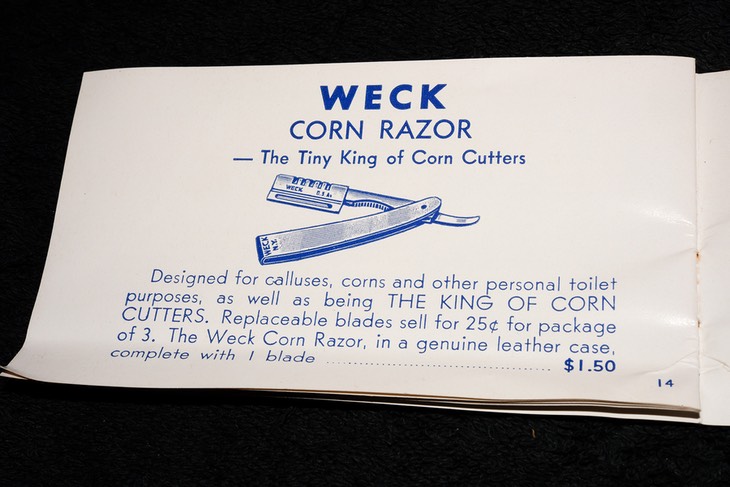 WECK
CORN RAZOR
— The Tiny King of Corn Cutters
WECK U.S.A.
WECK
N.Y.
Designed for calluses, corns and other personal toilet
purposes, as well as being THE KING OF CORN
CUTTERS. Replaceable blades sell for 25¢ for package
of 3. The Weck Corn Razor, in a genuine leather case,
complete with 1 blade ........................................ $1.50
14